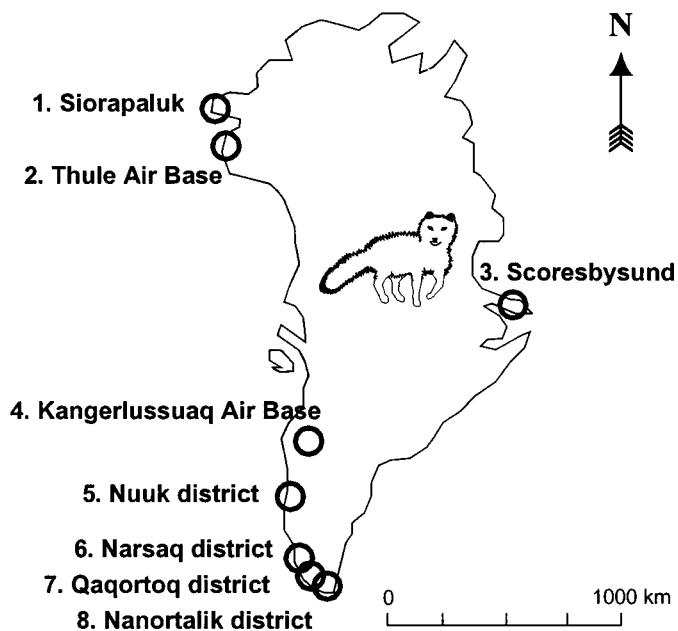 N
1. Siorapaluk
2. Thule Air Base
3. Scoresbysund
4. Kangerlussuaq Air Base
5. Nuuk district
6. Narsaq district
7. Qaqortoq district
8. Nanortalik district
0 1000 km